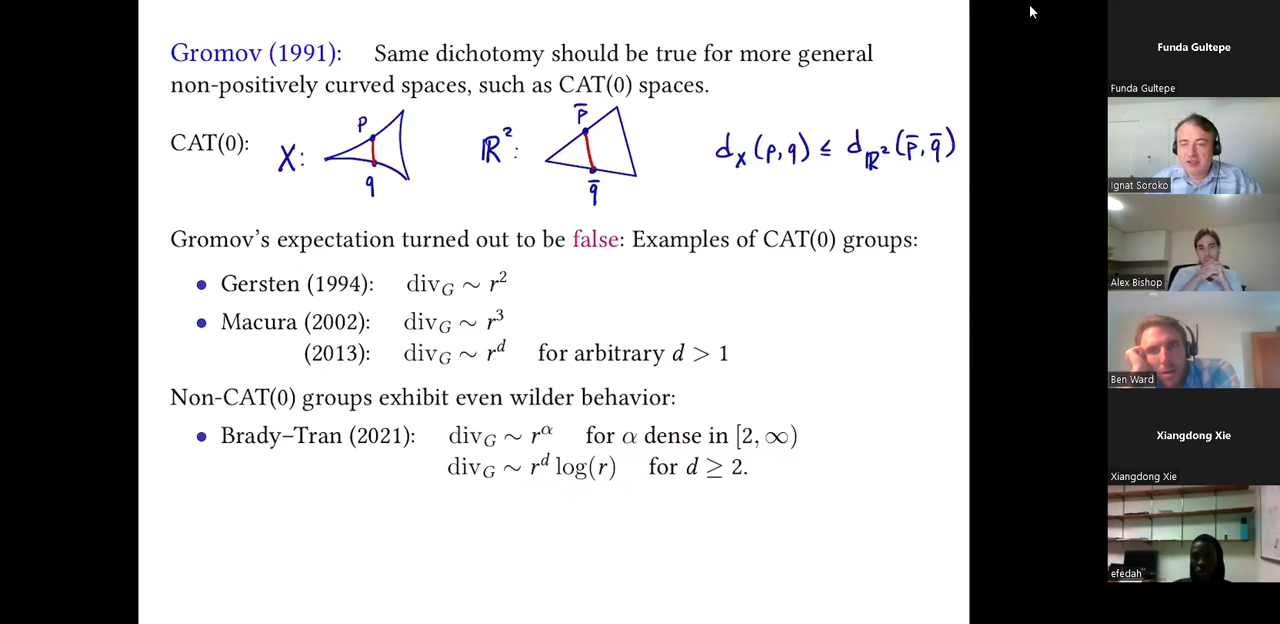 Gromov (1991): Same dichotomy should be true for more general
non-positively curved spaces, such as CAT(0) spaces.
CAT(0):
X:
p
q
ℝ²:
p̄
q̄
d_X(p,q) ≤ d_ℝ²(p̄,q̄)
Gromov’s expectation turned out to be false: Examples of CAT(0) groups:
• Gersten (1994): div_G ∼ r²
• Macura (2002): div_G ∼ r³
(2013): div_G ∼ r^d for arbitrary d > 1
Non-CAT(0) groups exhibit even wilder behavior:
• Brady–Tran (2021): div_G ∼ r^α for α dense in [2, ∞)
div_G ∼ r^d log(r) for d ≥ 2.
Funda Gultepe
Funda Gultepe
Ignat Soroko
Alex Bishop
Ben Ward
Xiangdong Xie
Xiangdong Xie
efedah